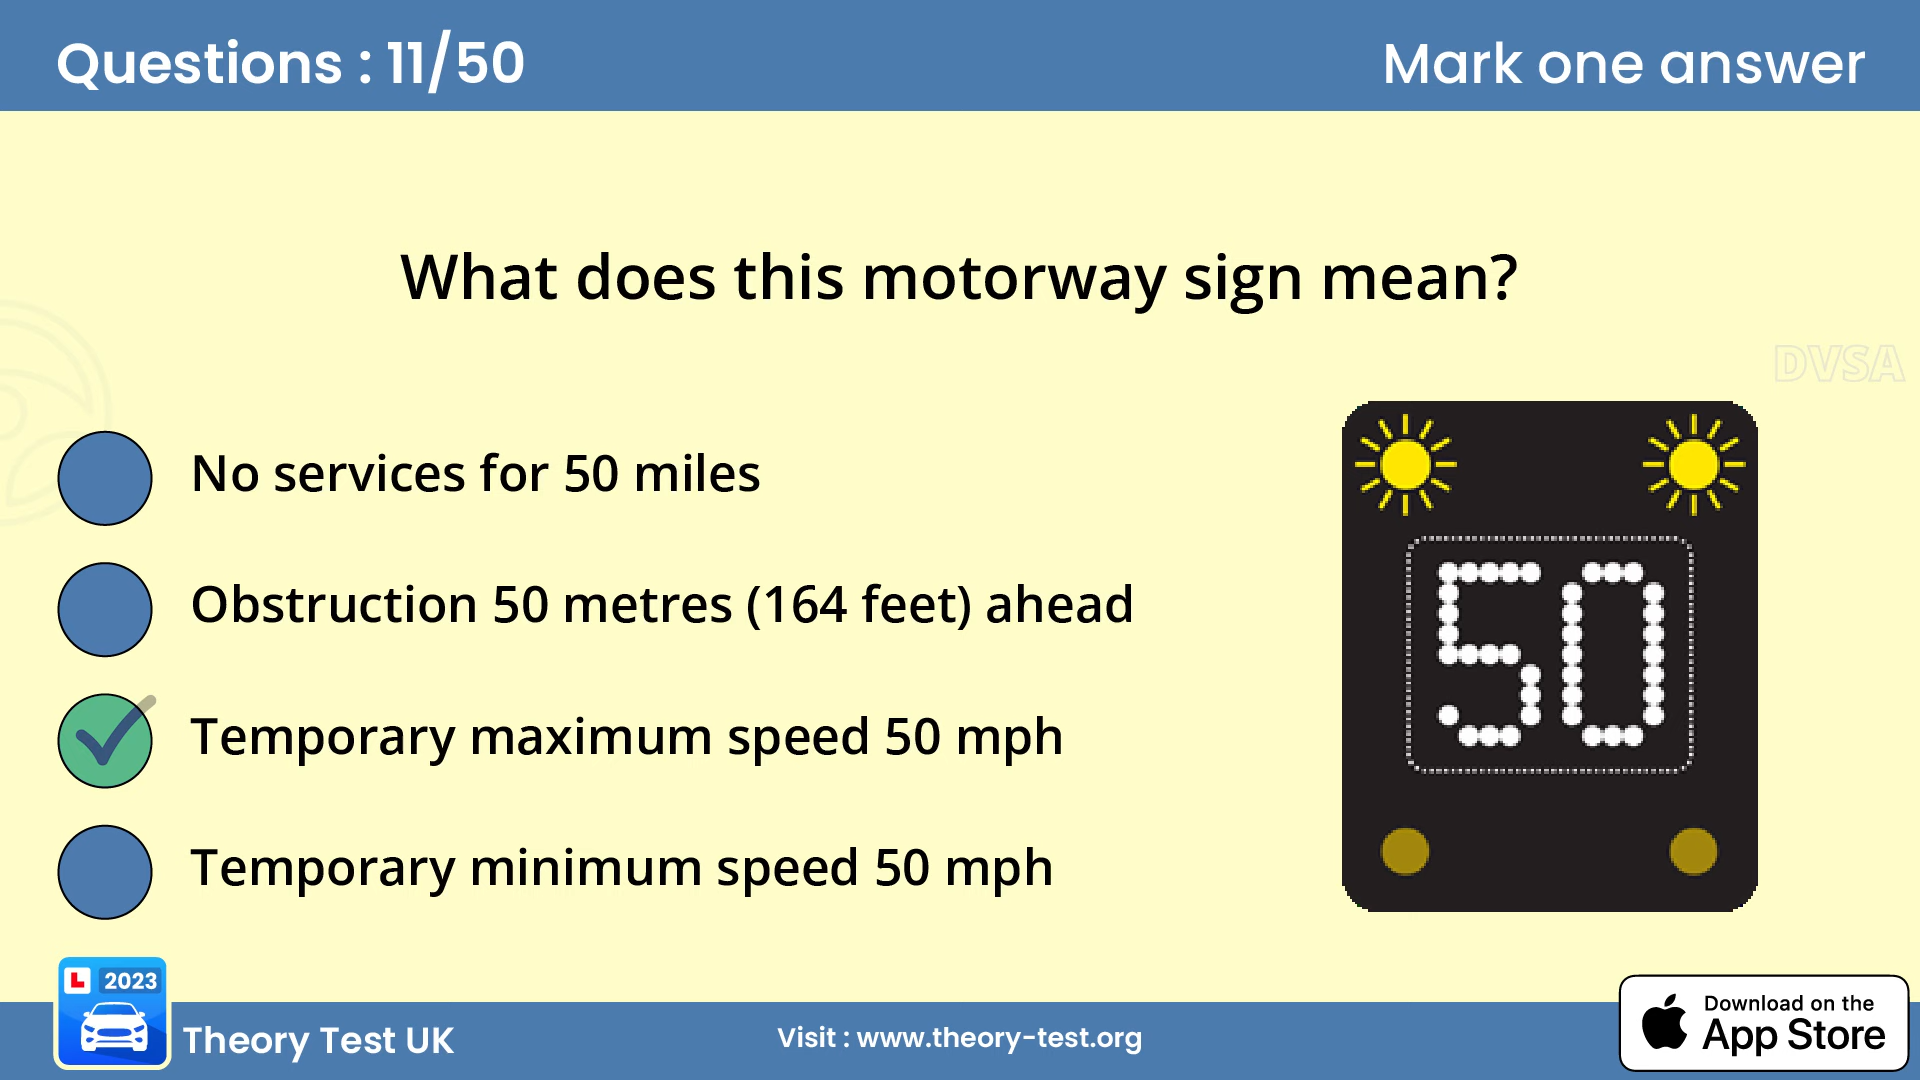 Questions : 11/50
Mark one answer
What does this motorway sign mean?
DVSA
No services for 50 miles
Obstruction 50 metres (164 feet) ahead
Temporary maximum speed 50 mph
Temporary minimum speed 50 mph
50
L 2023
Theory Test UK
Visit : www.theory-test.org
Download on the
App Store